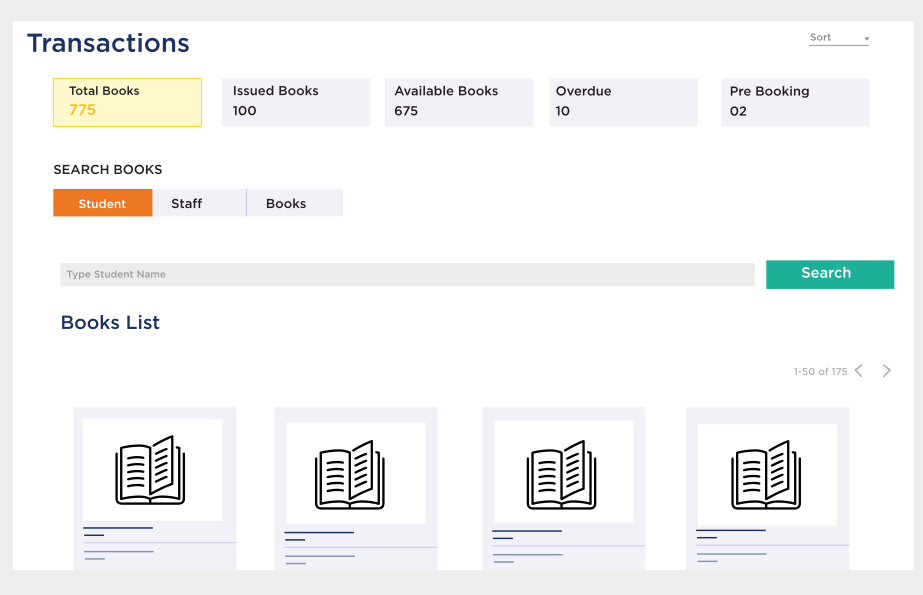 Transactions
Sort
Total Books
775
Issued Books
100
Available Books
675
Overdue
10
Pre Booking
02
SEARCH BOOKS
Student
Staff
Books
Type Student Name
Search
Books List
1-50 of 175